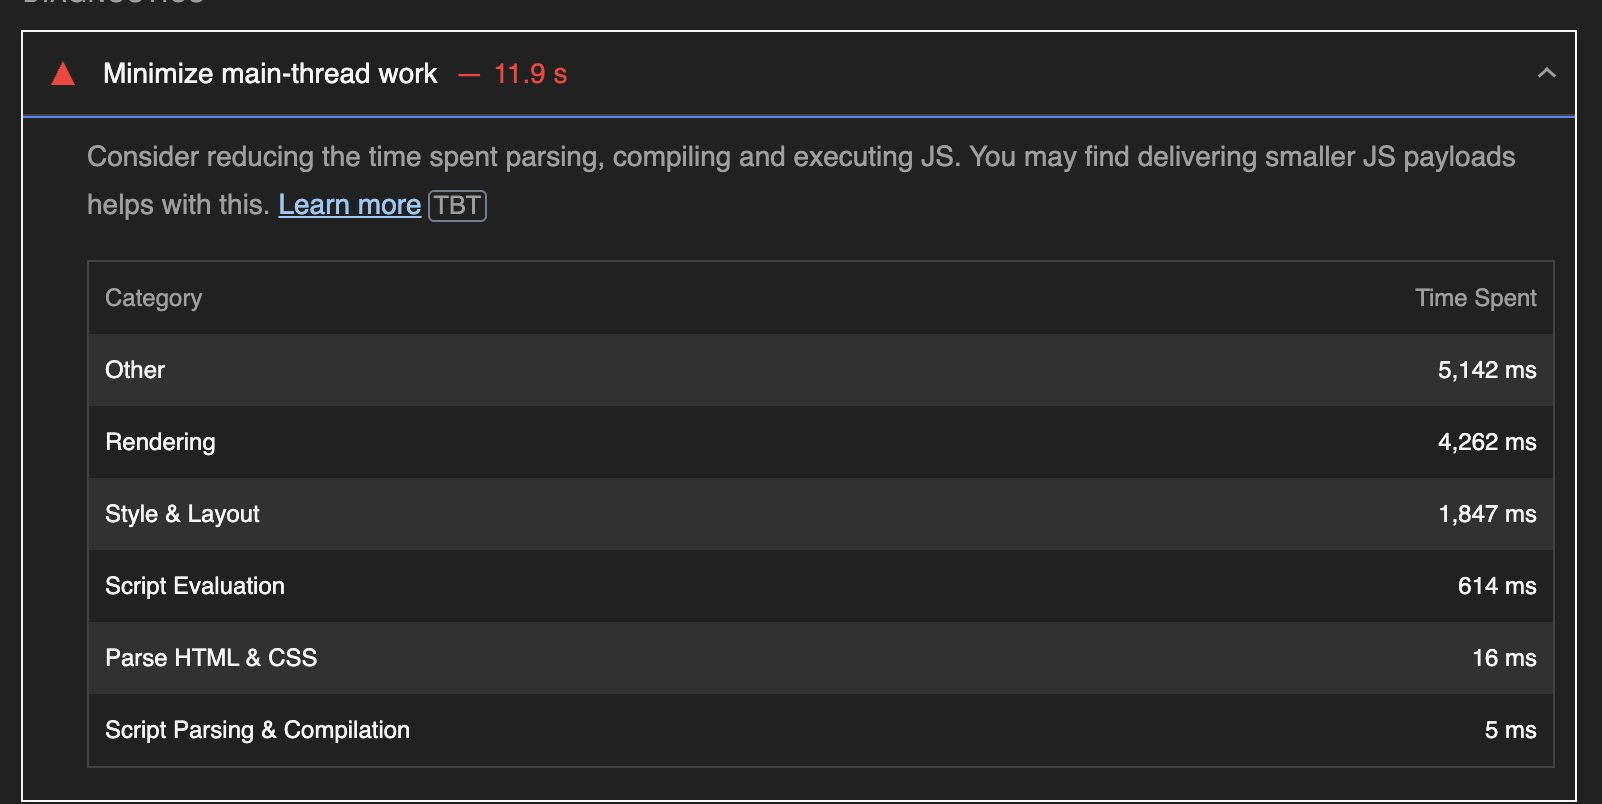 DIAGNOSTICS
Minimize main-thread work — 11.9 s
Consider reducing the time spent parsing, compiling and executing JS. You may find delivering smaller JS payloads
helps with this. Learn more TBT
Category Time Spent
Other 5,142 ms
Rendering 4,262 ms
Style & Layout 1,847 ms
Script Evaluation 614 ms
Parse HTML & CSS 16 ms
Script Parsing & Compilation 5 ms